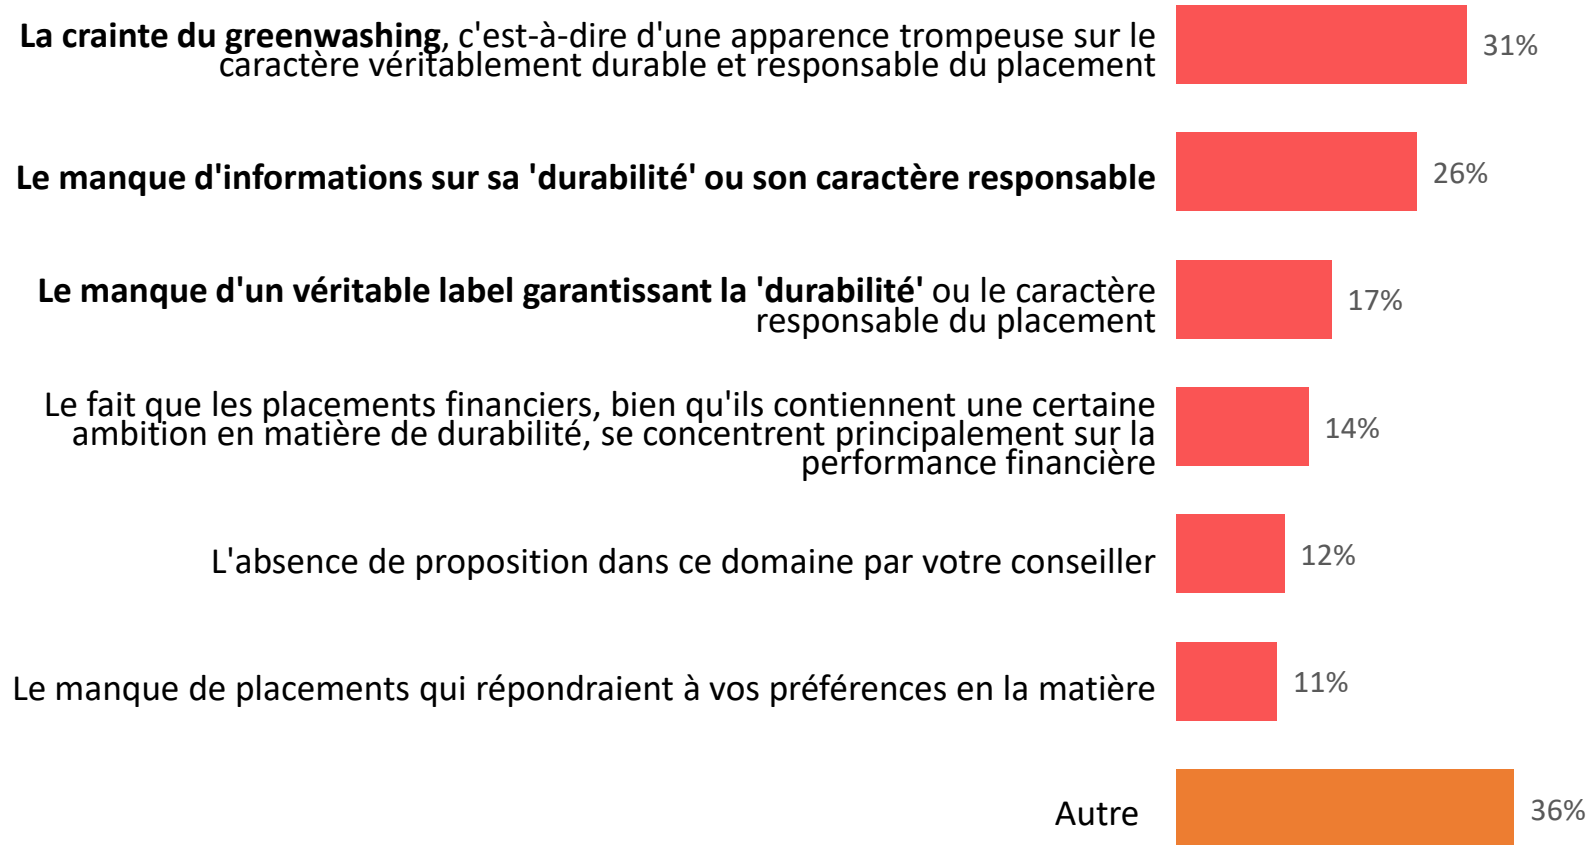 La crainte du greenwashing, c'est-à-dire d'une apparence trompeuse sur le
caractère véritablement durable et responsable du placement
31%
Le manque d'informations sur sa 'durabilité' ou son caractère responsable
26%
Le manque d'un véritable label garantissant la 'durabilité' ou le caractère
responsable du placement
17%
Le fait que les placements financiers, bien qu'ils contiennent une certaine
ambition en matière de durabilité, se concentrent principalement sur la
performance financière
14%
L'absence de proposition dans ce domaine par votre conseiller
12%
Le manque de placements qui répondraient à vos préférences en la matière
11%
Autre
36%